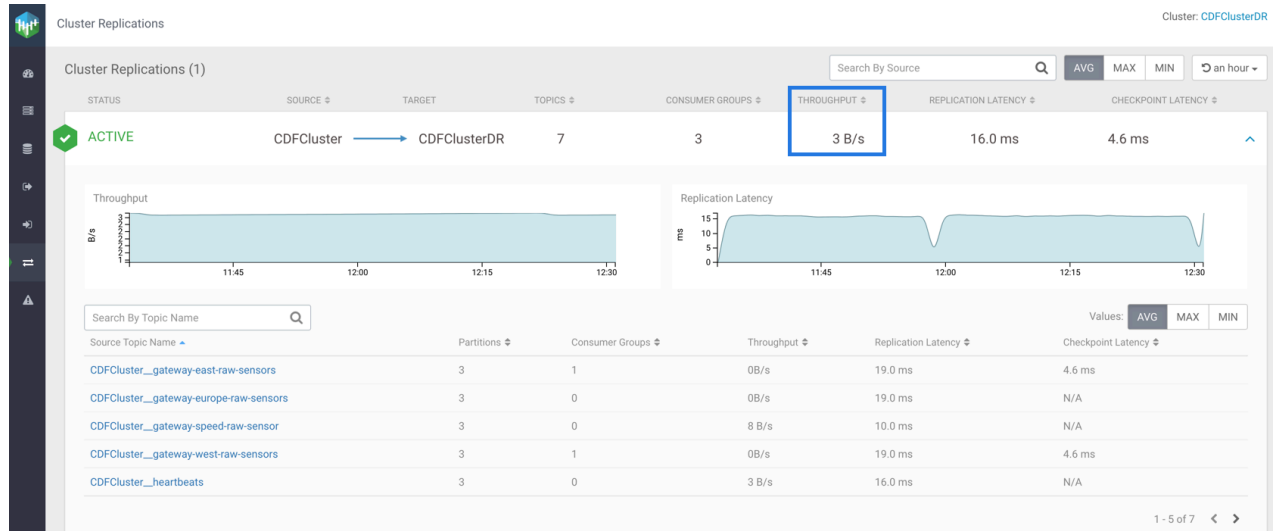 Cluster Replications
Cluster: CDFClusterDR
Cluster Replications (1)
Search By Source
AVG MAX MIN
an hour
STATUS SOURCE TARGET TOPICS CONSUMER GROUPS THROUGHPUT REPLICATION LATENCY CHECKPOINT LATENCY
ACTIVE CDFCluster CDFClusterDR 7 3 3 B/s 16.0 ms 4.6 ms
Throughput
B/s
3
3
2
2
2
1
11:45 12:00 12:15 12:30
Replication Latency
ms
15
10
5
0
11:45 12:00 12:15 12:30
Search By Topic Name
Values: AVG MAX MIN
Source Topic Name Partitions Consumer Groups Throughput Replication Latency Checkpoint Latency
CDFCluster__gateway-east-raw-sensors 3 1 0B/s 19.0 ms 4.6 ms
CDFCluster__gateway-europe-raw-sensors 3 0 0B/s 19.0 ms N/A
CDFCluster__gateway-speed-raw-sensor 3 0 8 B/s 10.0 ms N/A
CDFCluster__gateway-west-raw-sensors 3 1 0B/s 19.0 ms 4.6 ms
CDFCluster__heartbeats 3 0 3 B/s 16.0 ms N/A
1 - 5 of 7